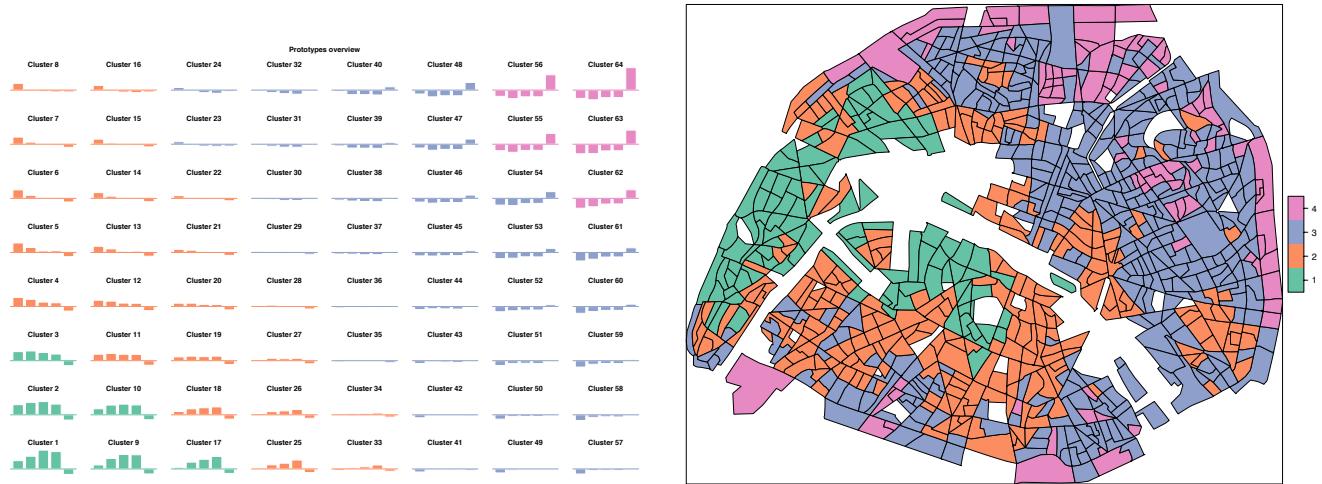 Prototypes overview
Cluster 8 Cluster 16 Cluster 24 Cluster 32 Cluster 40 Cluster 48 Cluster 56 Cluster 64
Cluster 7 Cluster 15 Cluster 23 Cluster 31 Cluster 39 Cluster 47 Cluster 55 Cluster 63
Cluster 6 Cluster 14 Cluster 22 Cluster 30 Cluster 38 Cluster 46 Cluster 54 Cluster 62
Cluster 5 Cluster 13 Cluster 21 Cluster 29 Cluster 37 Cluster 45 Cluster 53 Cluster 61
Cluster 4 Cluster 12 Cluster 20 Cluster 28 Cluster 36 Cluster 44 Cluster 52 Cluster 60
Cluster 3 Cluster 11 Cluster 19 Cluster 27 Cluster 35 Cluster 43 Cluster 51 Cluster 59
Cluster 2 Cluster 10 Cluster 18 Cluster 26 Cluster 34 Cluster 42 Cluster 50 Cluster 58
Cluster 1 Cluster 9 Cluster 17 Cluster 25 Cluster 33 Cluster 41 Cluster 49 Cluster 57
4
3
2
1